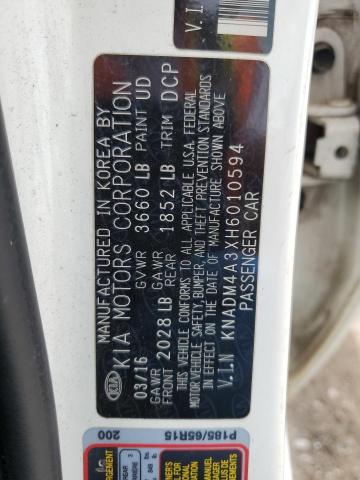 MANUFACTURED IN KOREA BY
KIA MOTORS CORPORATION
03/16 GVWR 3660 LB PAINT UD
GAWR FRONT 2028 LB GAWR REAR 1852 LB TRIM DCP
THIS VEHICLE CONFORMS TO ALL APPLICABLE U.S.A. FEDERAL
MOTOR VEHICLE SAFETY, BUMPER, AND THEFT PREVENTION STANDARDS
IN EFFECT ON THE DATE OF MANUFACTURE SHOWN ABOVE
V.I.N KNADM4A3XH6010594
PASSENGER CAR
KIA
V.I.N
200 P185/65R15
REAR 3